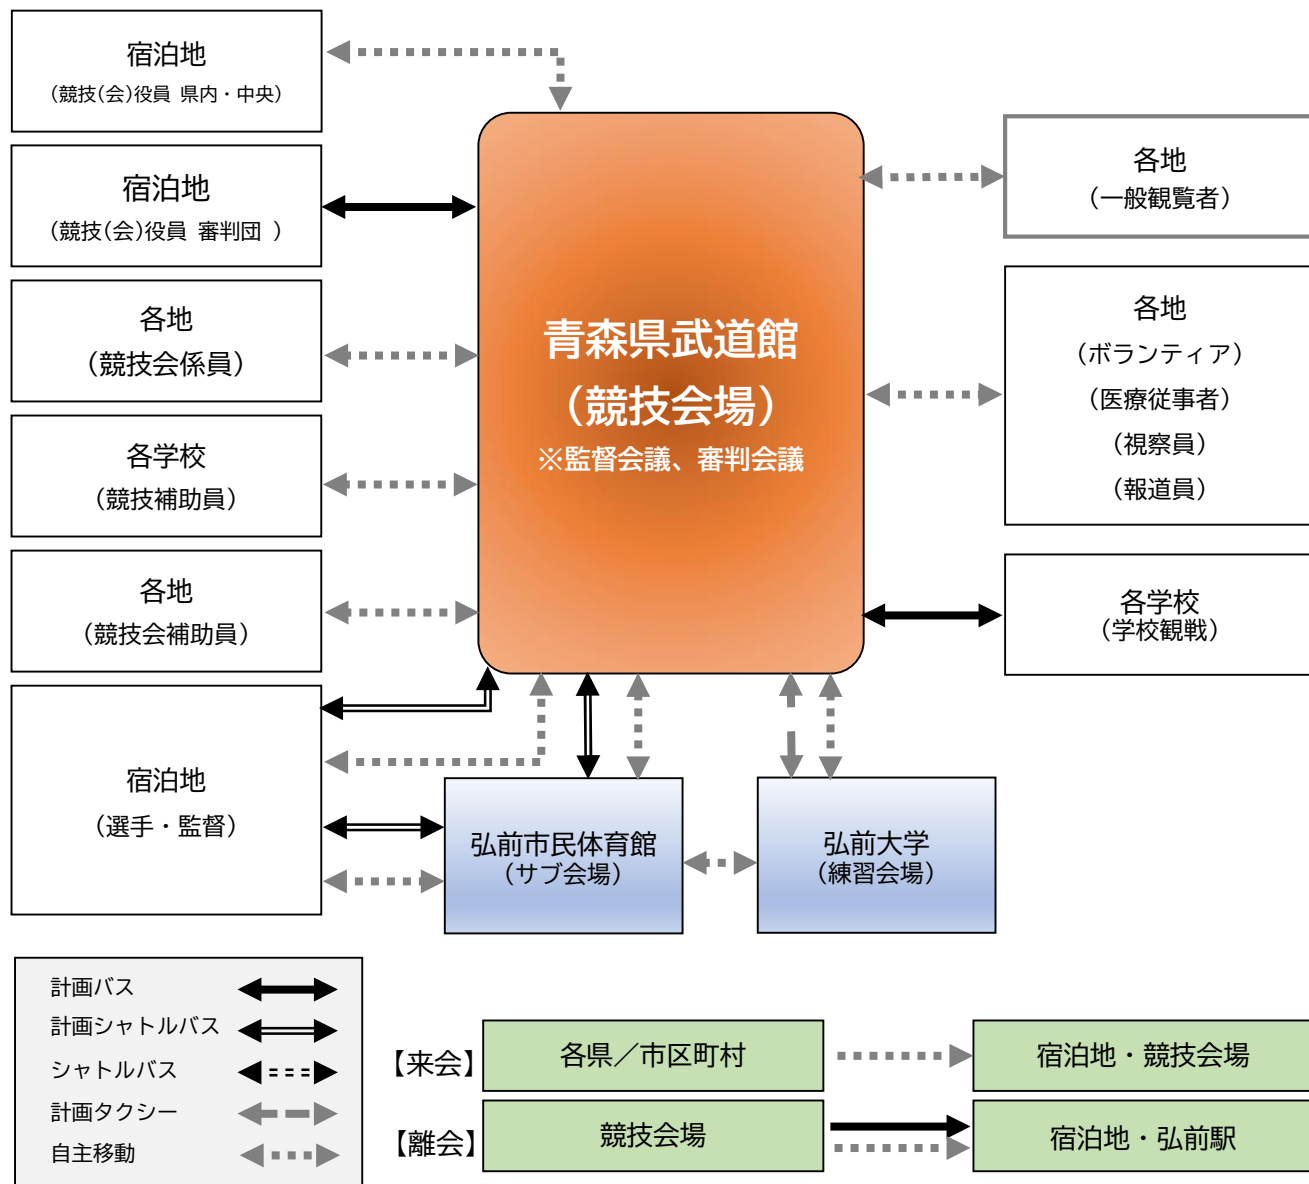 宿泊地
(競技(会)役員 県内・中央)
宿泊地
(競技(会)役員 審判団 )
各地
(競技会係員)
各学校
(競技補助員)
各地
(競技会補助員)
宿泊地
(選手・監督)
青森県武道館
(競技会場)
※監督会議、審判会議
各地
(一般観覧者)
各地
(ボランティア)
(医療従事者)
(視察員)
(報道員)
各学校
(学校観戦)
弘前市民体育館
(サブ会場)
弘前大学
(練習会場)
計画バス
計画シャトルバス
シャトルバス
計画タクシー
自主移動
【来会】 各県/市区町村 宿泊地・競技会場
【離会】 競技会場 宿泊地・弘前駅